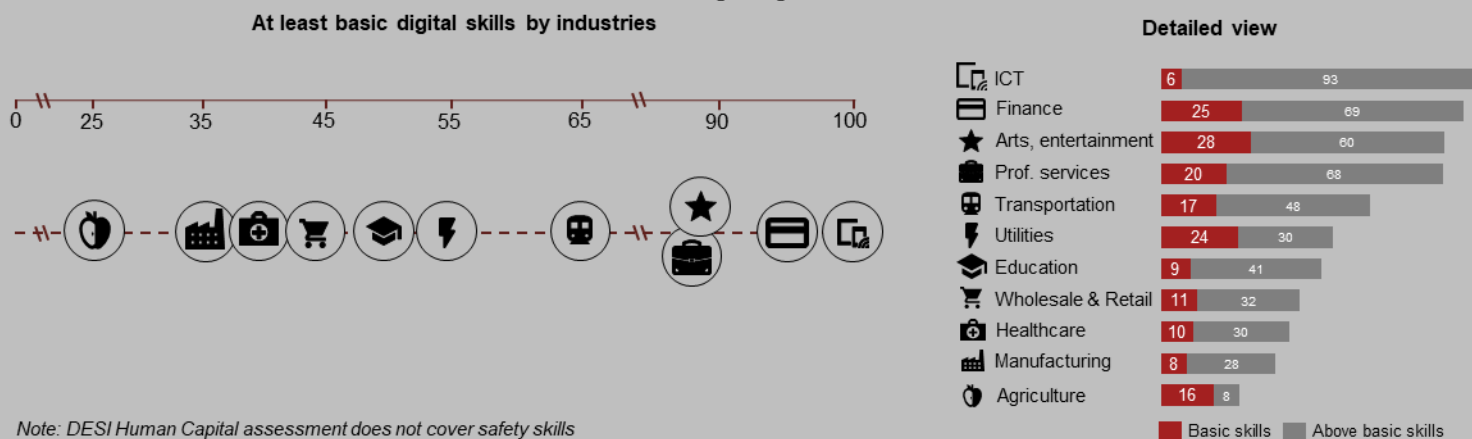 At least basic digital skills by industries
0 25 35 45 55 65 90 100
Note: DESI Human Capital assessment does not cover safety skills
Detailed view
ICT 6 93
Finance 25 69
Arts, entertainment 28 60
Prof. services 20 68
Transportation 17 48
Utilities 24 30
Education 9 41
Wholesale & Retail 11 32
Healthcare 10 30
Manufacturing 8 28
Agriculture 16 8
Basic skills Above basic skills